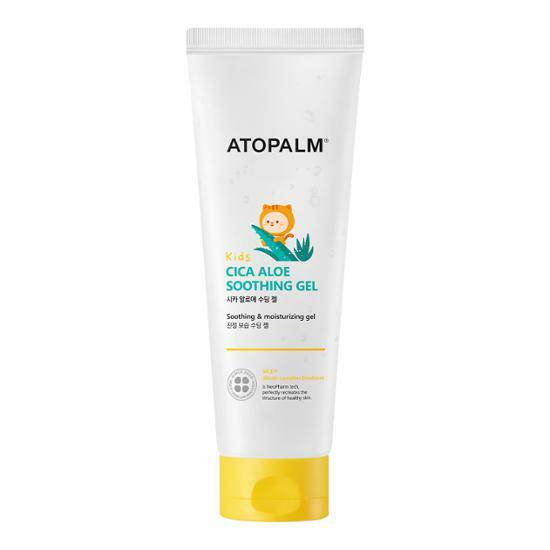 ATOPALM®
Kids
CICA ALOE
SOOTHING GEL
시카 알로에 수딩 젤
Soothing & moisturizing gel
진정 보습 수딩 젤
MLE®
is NeoPharm tech,
perfectly recreates the
structure of healthy skin.